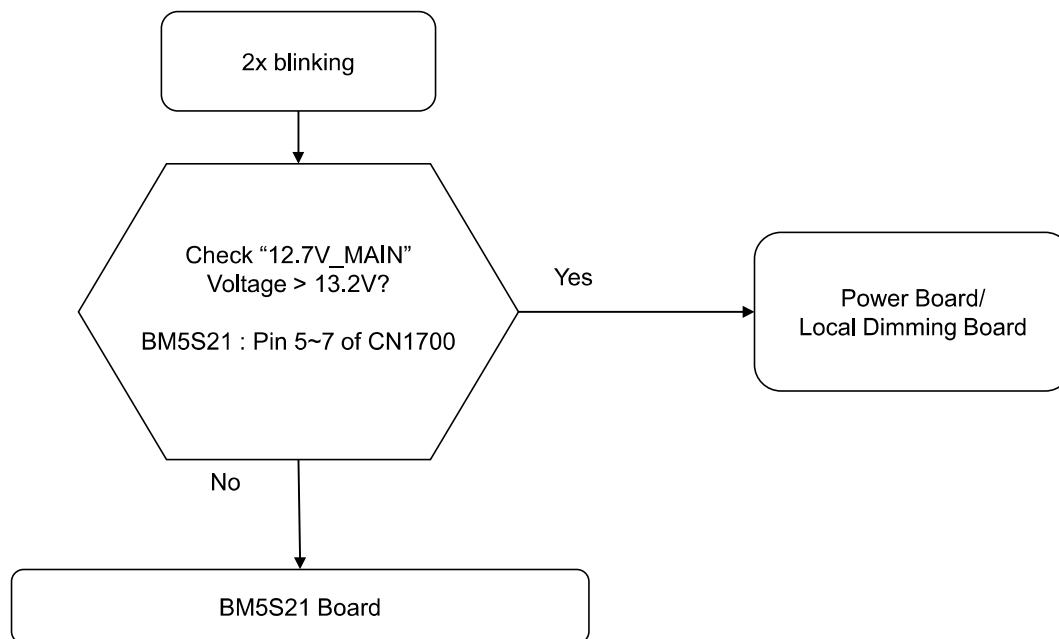 2x blinking
Check “12.7V_MAIN”
Voltage > 13.2V?
BM5S21 : Pin 5~7 of CN1700
Yes
Power Board/
Local Dimming Board
No
BM5S21 Board